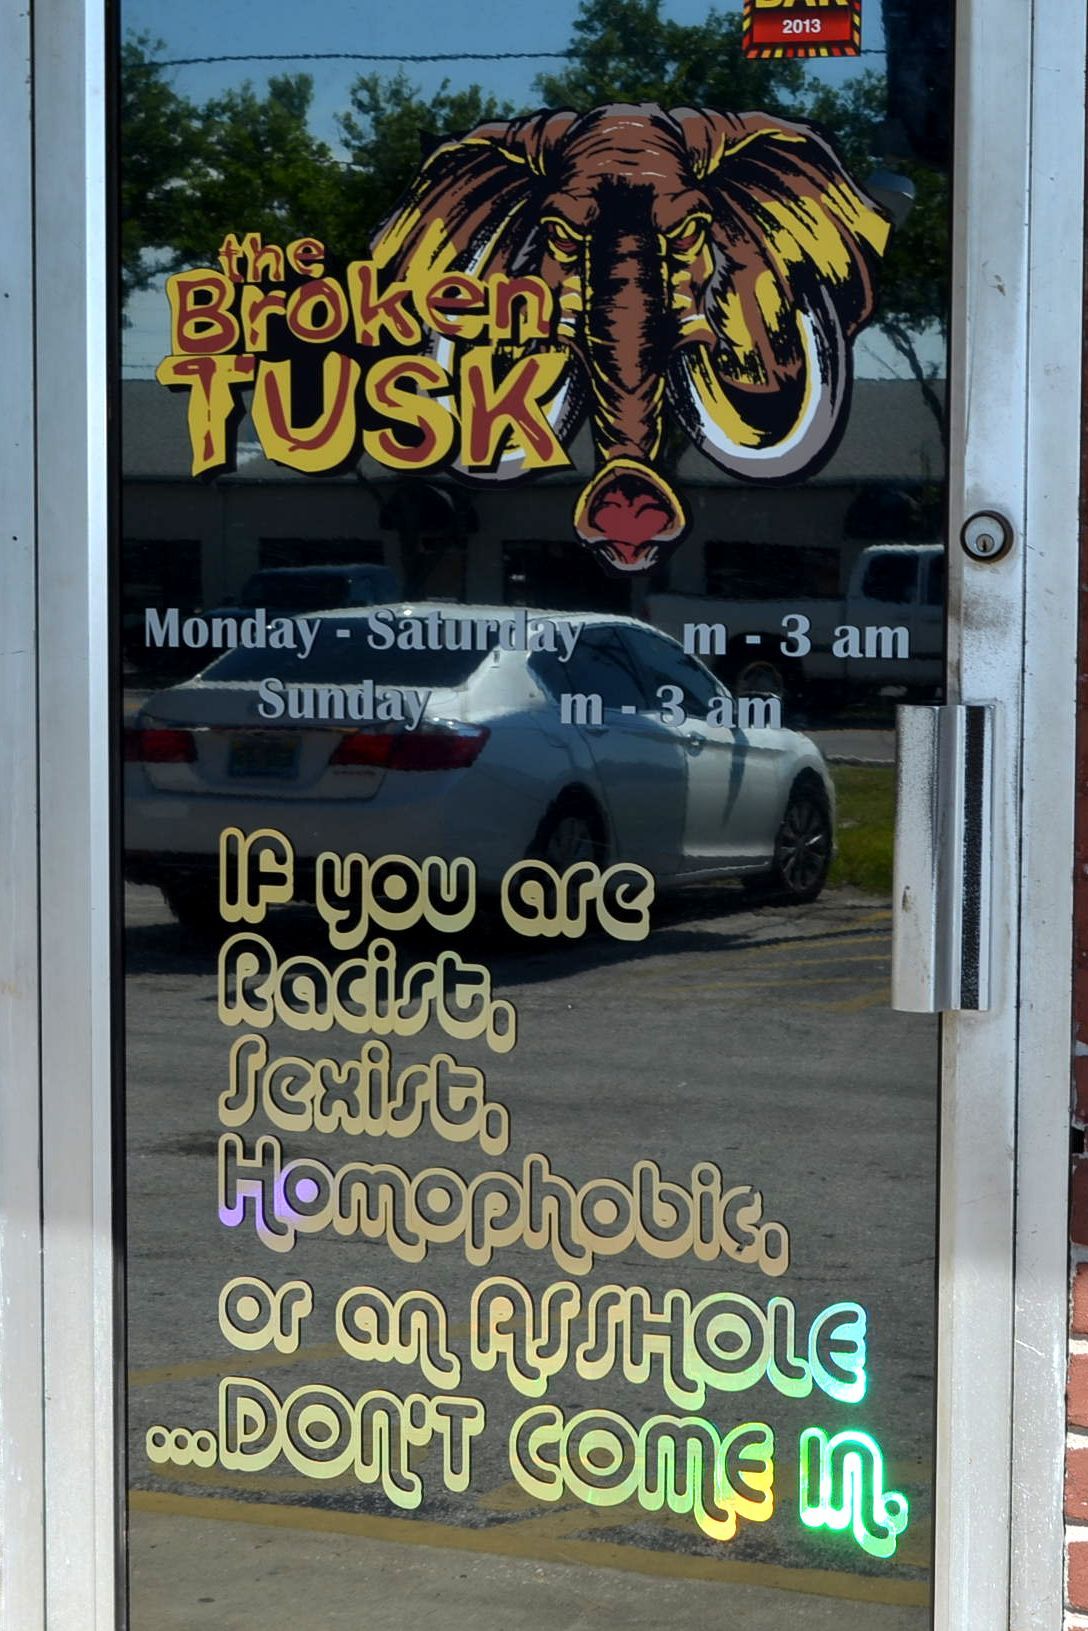 BAR
2013
the
Broken
TUSK
Monday - Saturday m - 3 am
Sunday m - 3 am
If you are
Racist,
Sexist,
Homophobic,
or an ASSHOLE
...DON'T COME IN.